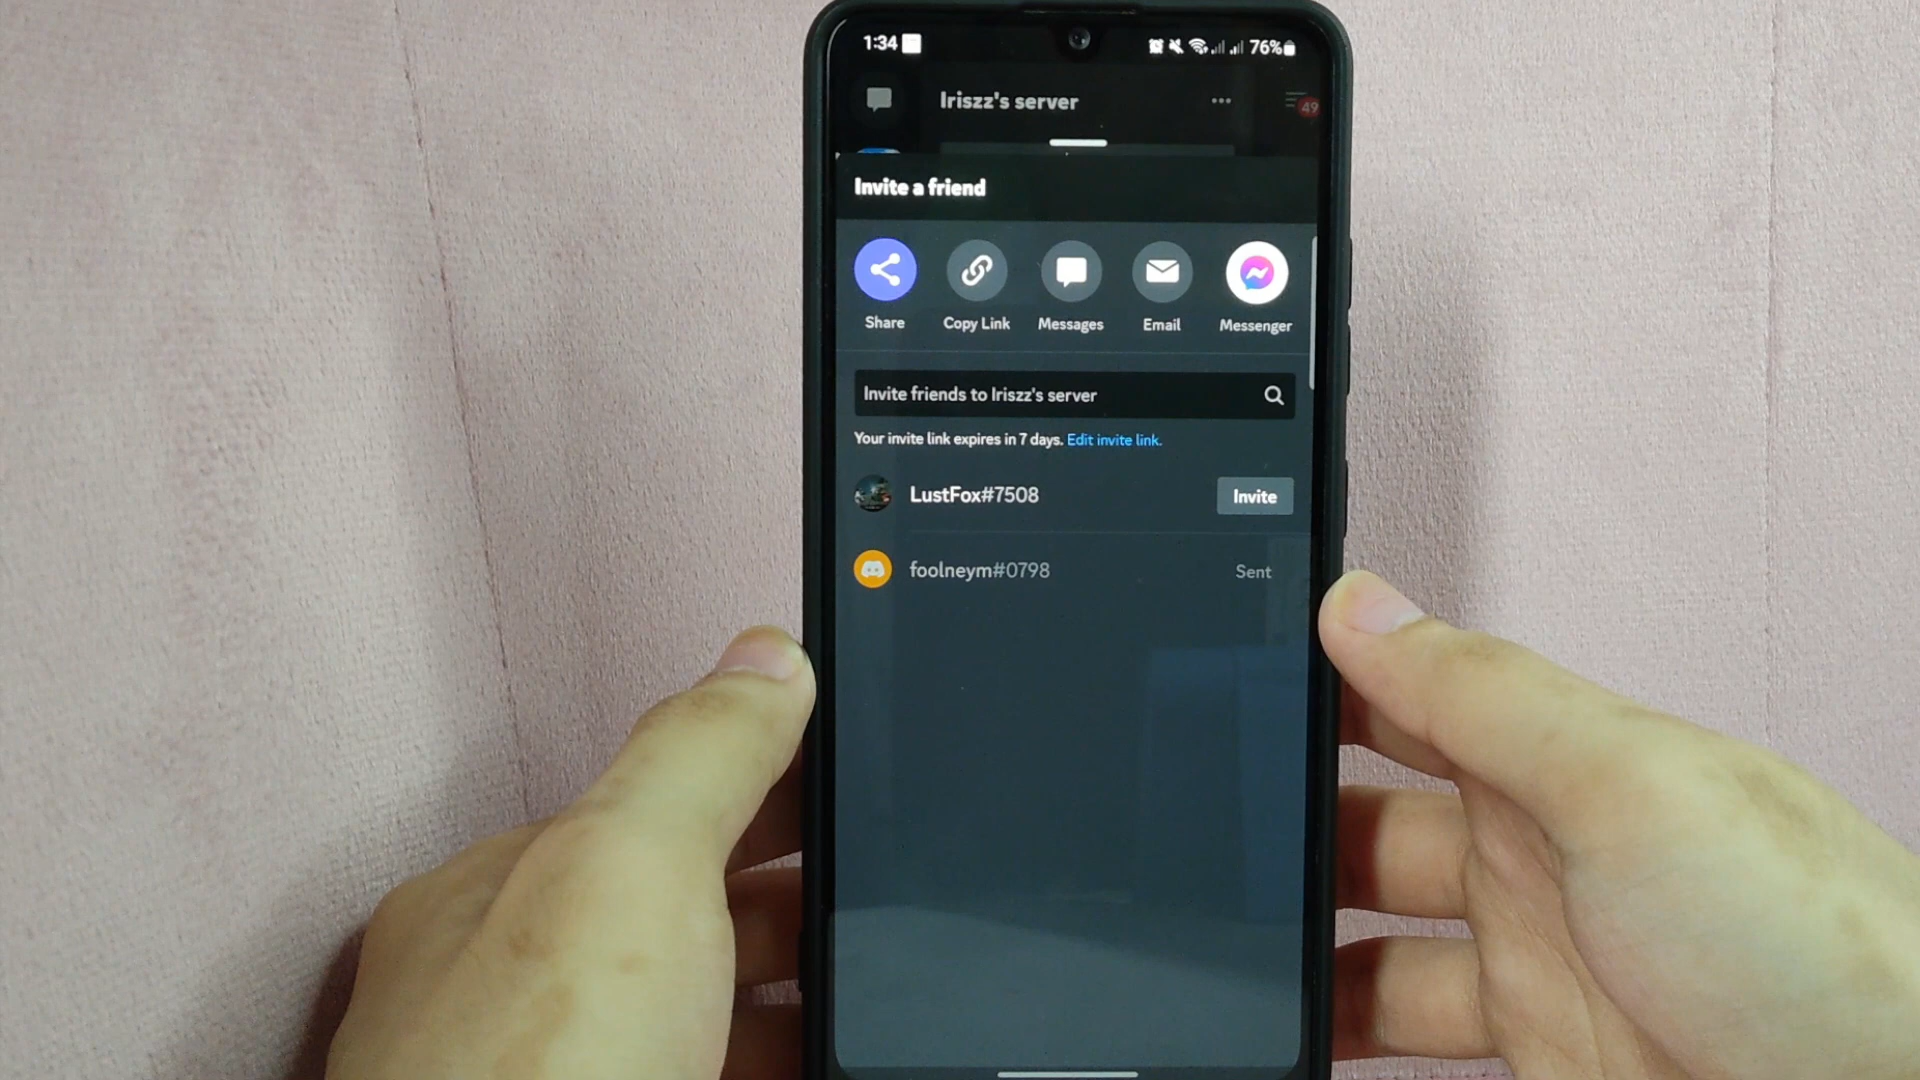 1:34 76%
Iriszz's server
49
Invite a friend
Share Copy Link Messages Email Messenger
Invite friends to Iriszz's server
Your invite link expires in 7 days. Edit invite link.
LustFox#7508 Invite
foolneym#0798 Sent